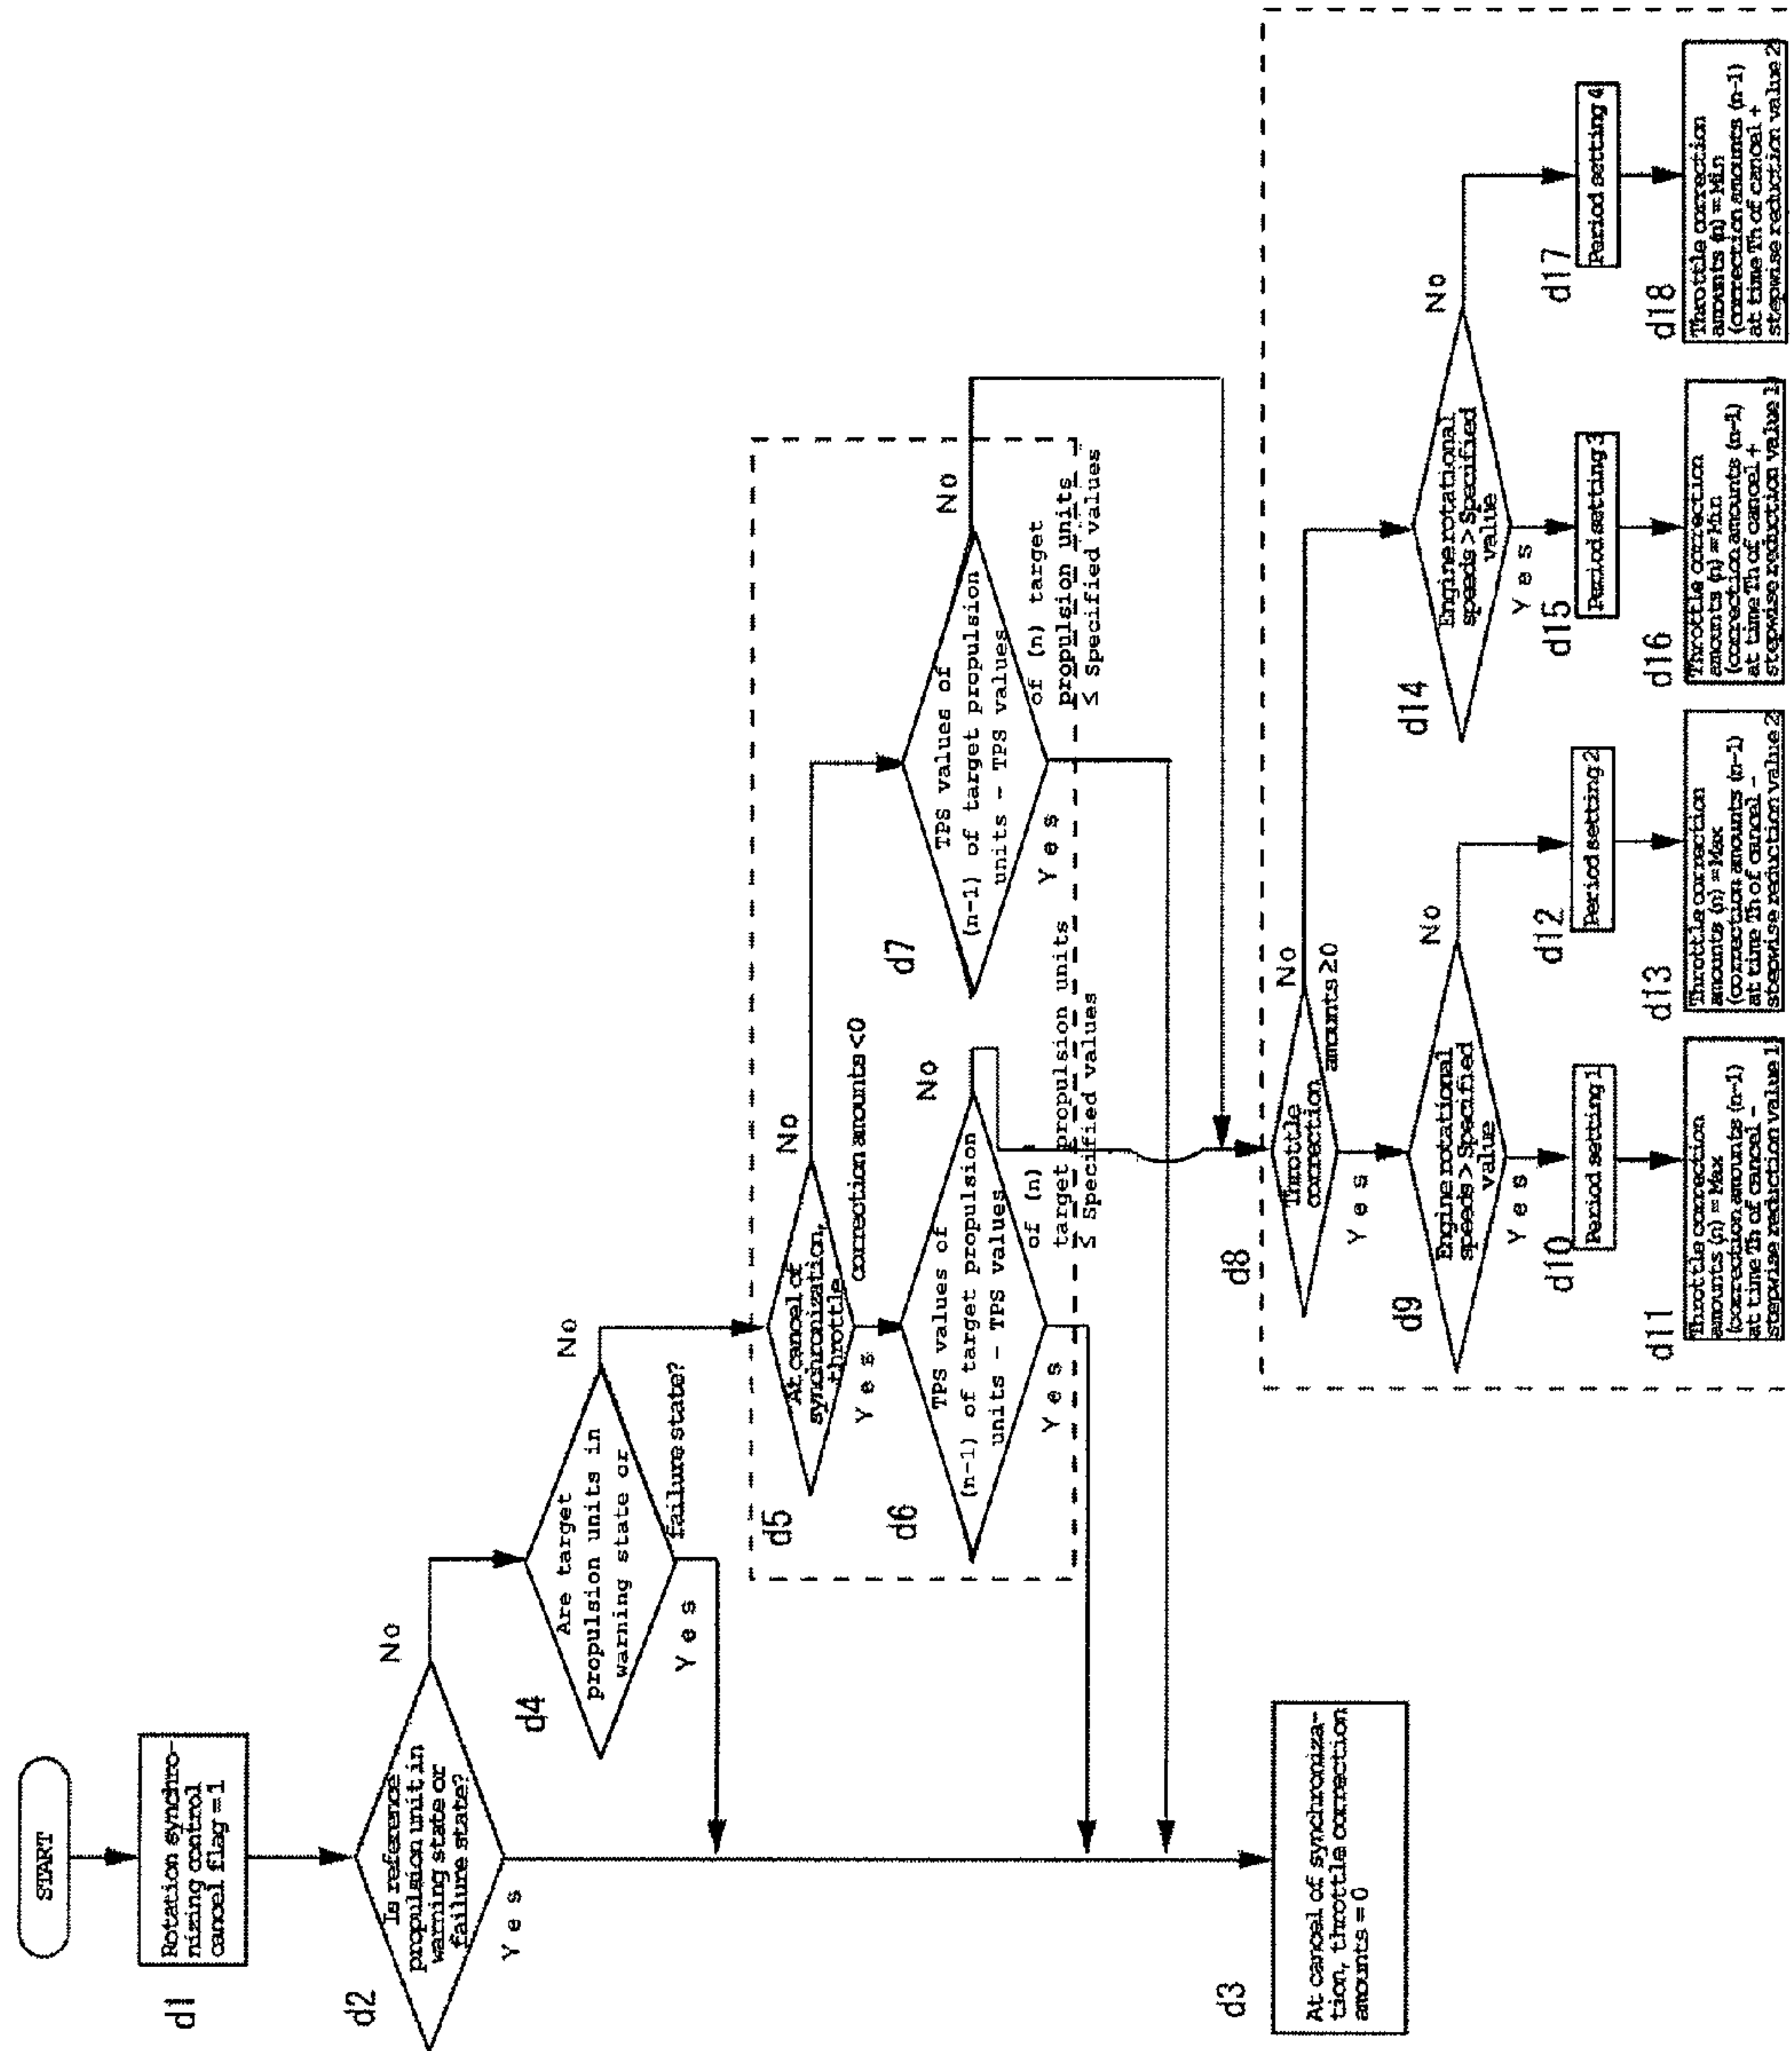 START
d1
Rotation synchro-
nizing control
cancel flag = 1
d2
Is reference
propulsion unit in
warning state or
failure state?
No
Yes
d4
Are target
propulsion units in
warning state or
failure state?
No
Yes
d5
At cancel of
synchronization,
throttle
correction amounts <0
No
Yes
d6
TPS values of
(n-1) of target propulsion
units - TPS values
of (n)
target propulsion units
≤ Specified values
No
Yes
d7
TPS values of
(n-1) of target propulsion
units - TPS values
of (n) target
propulsion units
≤ Specified values
No
Yes
d3
At cancel of synchroniza-
tion, throttle correction
amounts = 0
d8
Throttle
correction
amounts ≥0
No
Yes
d9
Engine rotational
speeds > Specified
value
No
Yes
d10
Period setting 1
d11
Throttle correction
amounts (n) = Max
(correction amounts (n-1)
at time Th of cancel -
stepwise reduction value 1)
d12
Period setting 2
d13
Throttle correction
amounts (n) = Max
(correction amounts (n-1)
at time Th of cancel -
stepwise reduction value 2)
d14
Engine rotational
speeds > Specified
value
No
Yes
d15
Period setting 3
d16
Throttle correction
amounts (n) = Min
(correction amounts (n-1)
at time Th of cancel +
stepwise reduction value 1)
d17
Period setting 4
d18
Throttle correction
amounts (n) = Min
(correction amounts (n-1)
at time Th of cancel +
stepwise reduction value 2)